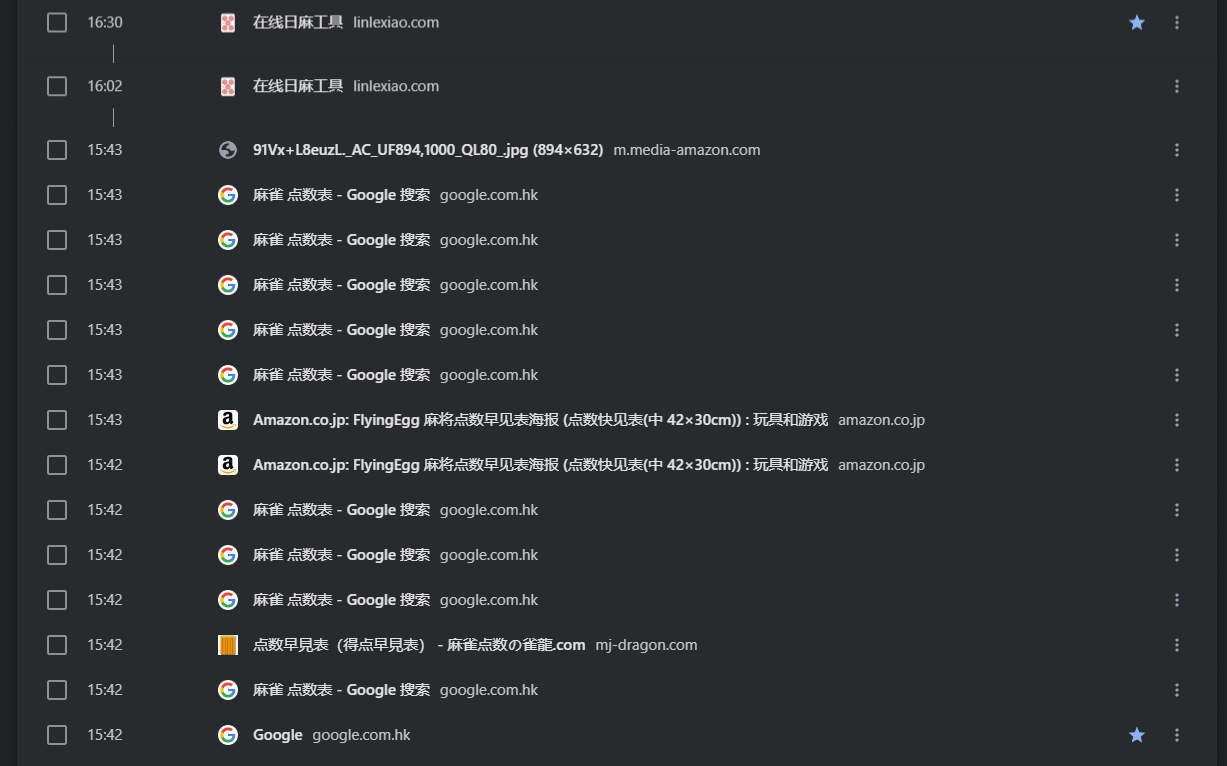 16:30 在线日麻工具 linlexiao.com
16:02 在线日麻工具 linlexiao.com
15:43 91Vx+L8euzL._AC_UF894,1000_QL80_.jpg (894×632) m.media-amazon.com
15:43 麻雀 点数表 - Google 搜索 google.com.hk
15:43 麻雀 点数表 - Google 搜索 google.com.hk
15:43 麻雀 点数表 - Google 搜索 google.com.hk
15:43 麻雀 点数表 - Google 搜索 google.com.hk
15:43 麻雀 点数表 - Google 搜索 google.com.hk
15:43 Amazon.co.jp: FlyingEgg 麻将点数早见表海报 (点数快见表(中 42×30cm)) : 玩具和游戏 amazon.co.jp
15:42 Amazon.co.jp: FlyingEgg 麻将点数早见表海报 (点数快见表(中 42×30cm)) : 玩具和游戏 amazon.co.jp
15:42 麻雀 点数表 - Google 搜索 google.com.hk
15:42 麻雀 点数表 - Google 搜索 google.com.hk
15:42 麻雀 点数表 - Google 搜索 google.com.hk
15:42 点数早見表（得点早見表） - 麻雀点数の雀龍.com mj-dragon.com
15:42 麻雀 点数表 - Google 搜索 google.com.hk
15:42 Google google.com.hk